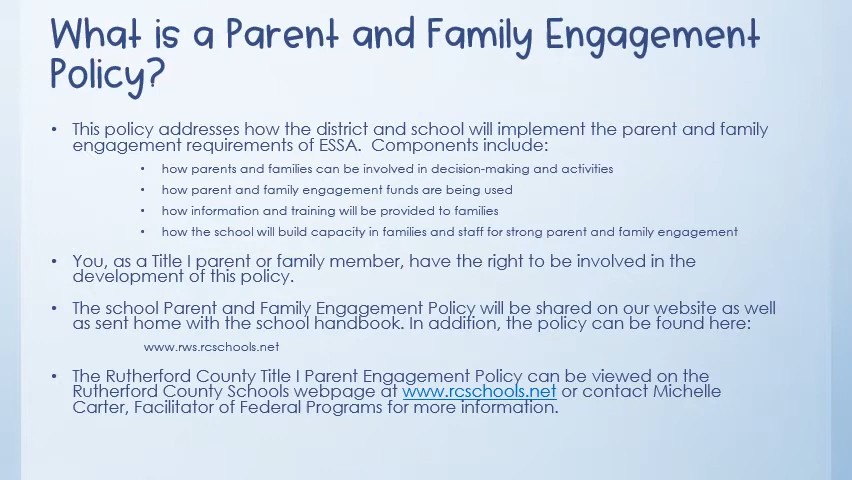 What is a Parent and Family Engagement
Policy?
• This policy addresses how the district and school will implement the parent and family
engagement requirements of ESSA.  Components include:
• how parents and families can be involved in decision-making and activities
• how parent and family engagement funds are being used
• how information and training will be provided to families
• how the school will build capacity in families and staff for strong parent and family engagement
• You, as a Title I parent or family member, have the right to be involved in the
development of this policy.
• The school Parent and Family Engagement Policy will be shared on our website as well
as sent home with the school handbook. In addition, the policy can be found here:
www.rws.rcschools.net
• The Rutherford County Title I Parent Engagement Policy can be viewed on the
Rutherford County Schools webpage at www.rcschools.net or contact Michelle
Carter, Facilitator of Federal Programs for more information.